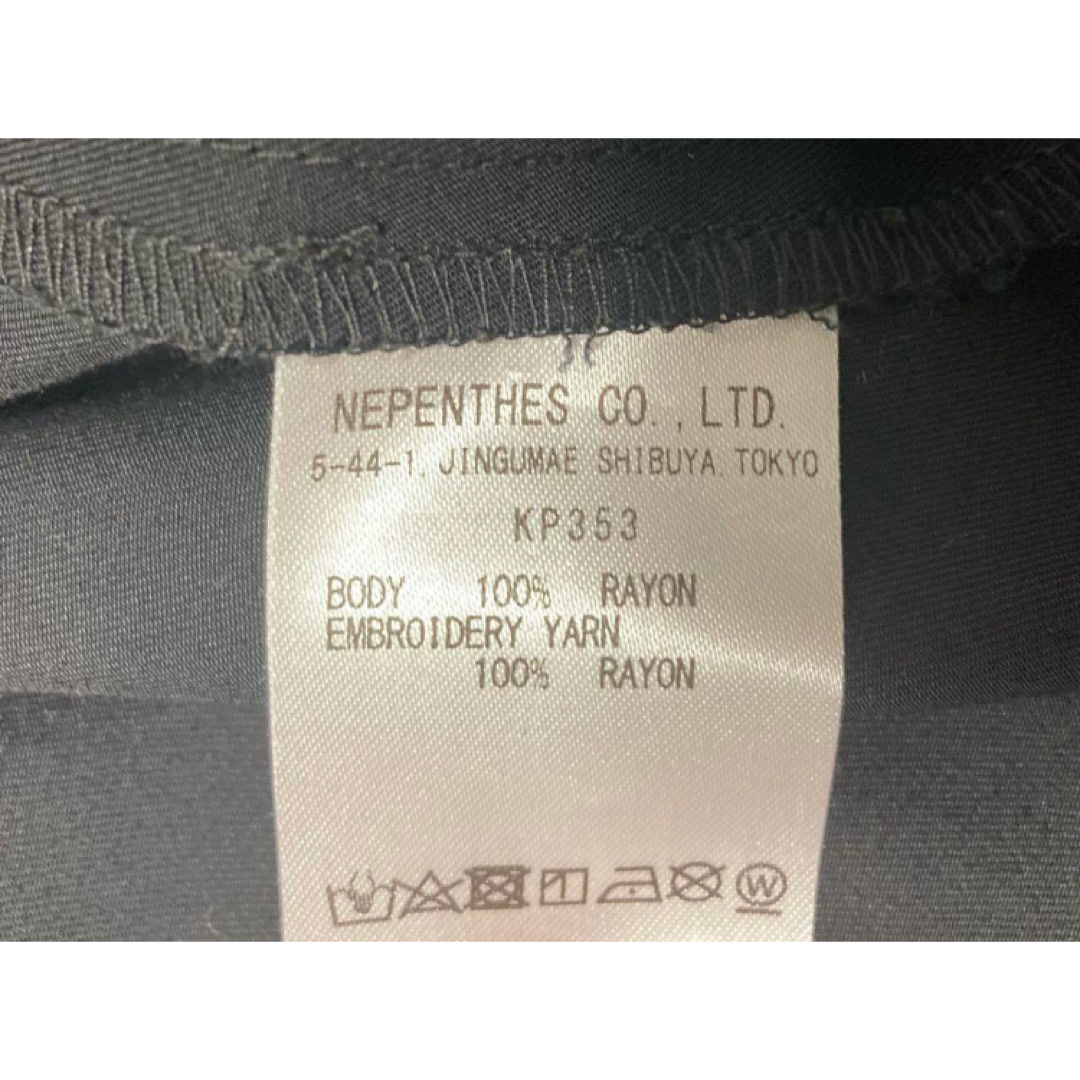 NEPENTHES CO.,LTD.
5-44-1, JINGUMAE SHIBUYA, TOKYO
KP353
BODY 100% RAYON
EMBROIDERY YARN
100% RAYON
W